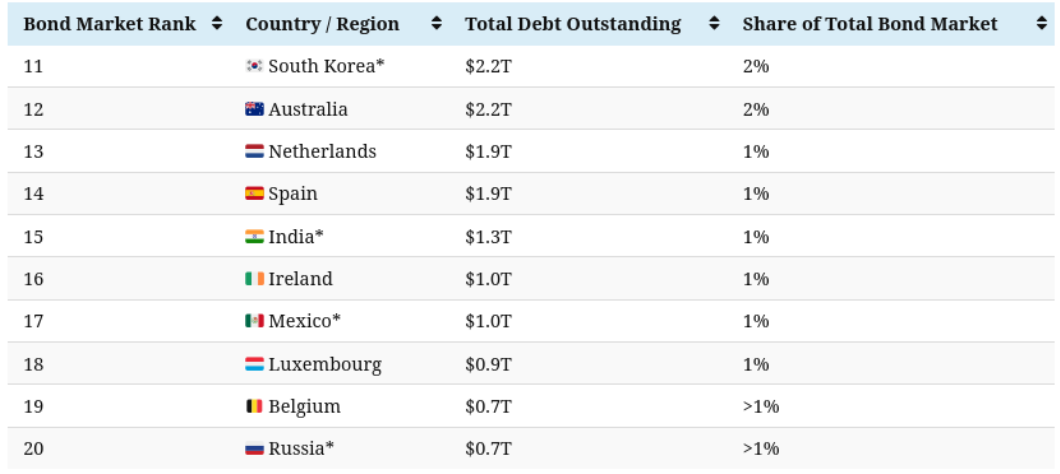 Bond Market Rank Country / Region Total Debt Outstanding Share of Total Bond Market
11 South Korea* $2.2T 2%
12 Australia $2.2T 2%
13 Netherlands $1.9T 1%
14 Spain $1.9T 1%
15 India* $1.3T 1%
16 Ireland $1.0T 1%
17 Mexico* $1.0T 1%
18 Luxembourg $0.9T 1%
19 Belgium $0.7T >1%
20 Russia* $0.7T >1%